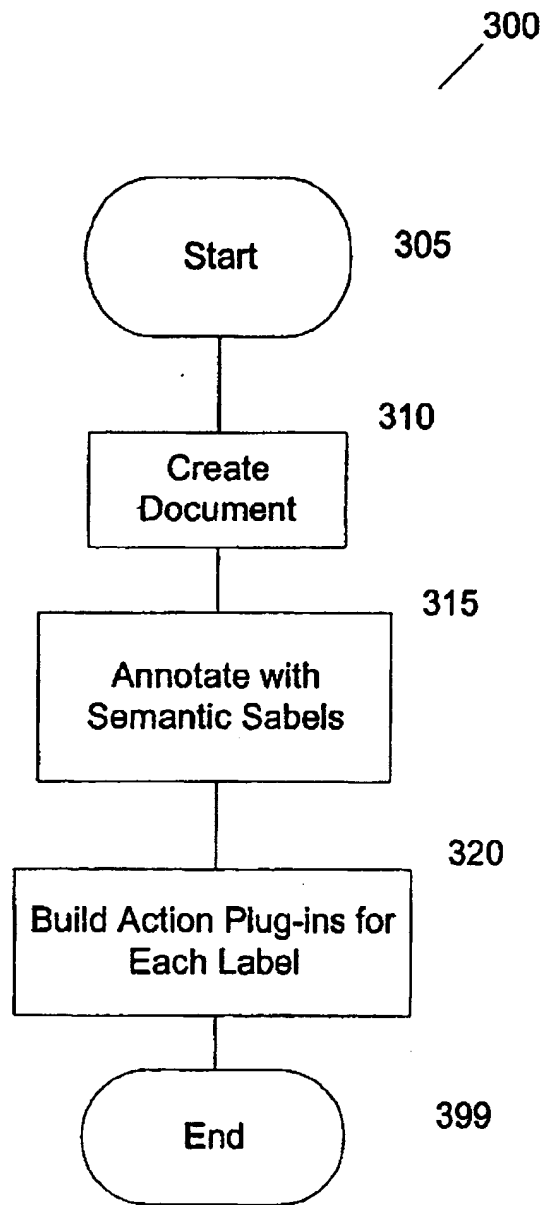 300
Start
305
310
Create
Document
315
Annotate with
Semantic Sabels
320
Build Action Plug-ins for
Each Label
End
399